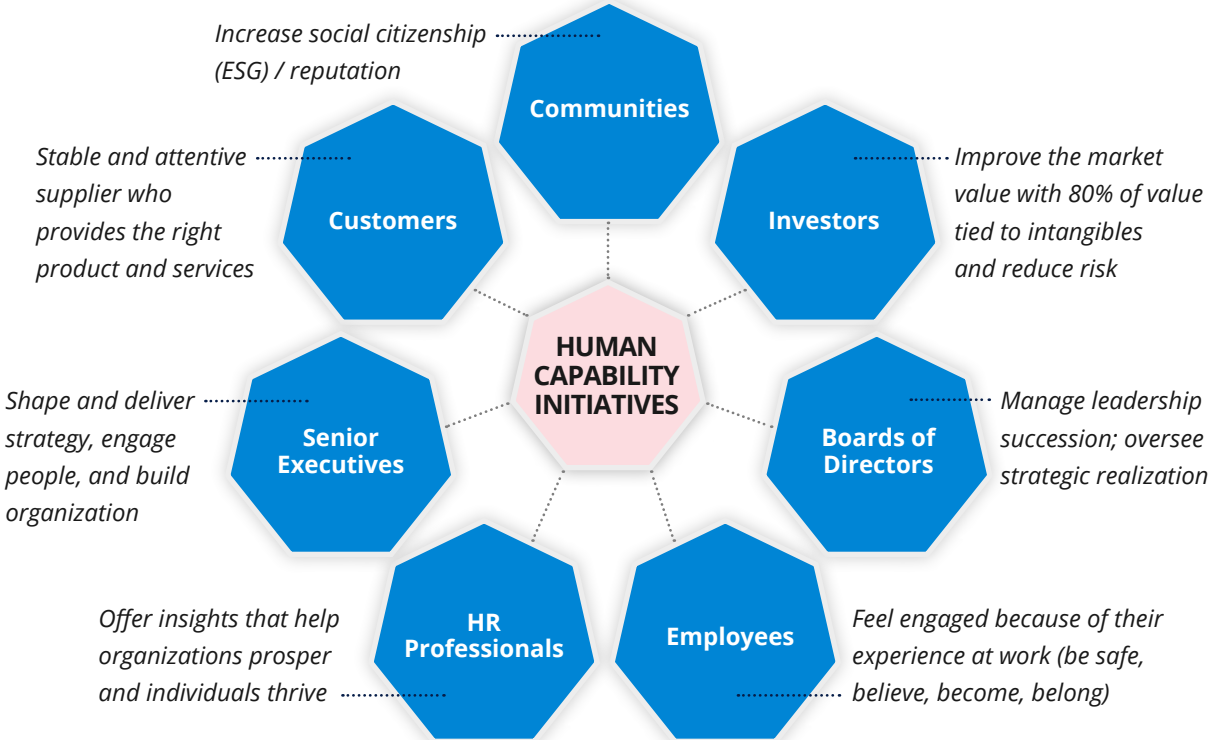 Increase social citizenship
(ESG) / reputation
Communities
Stable and attentive
supplier who
provides the right
product and services
Customers
Investors
Improve the market
value with 80% of value
tied to intangibles
and reduce risk
HUMAN
CAPABILITY
INITIATIVES
Shape and deliver
strategy, engage
people, and build
organization
Senior
Executives
Boards of
Directors
Manage leadership
succession; oversee
strategic realization
Offer insights that help
organizations prosper
and individuals thrive
HR
Professionals
Employees
Feel engaged because of their
experience at work (be safe,
believe, become, belong)